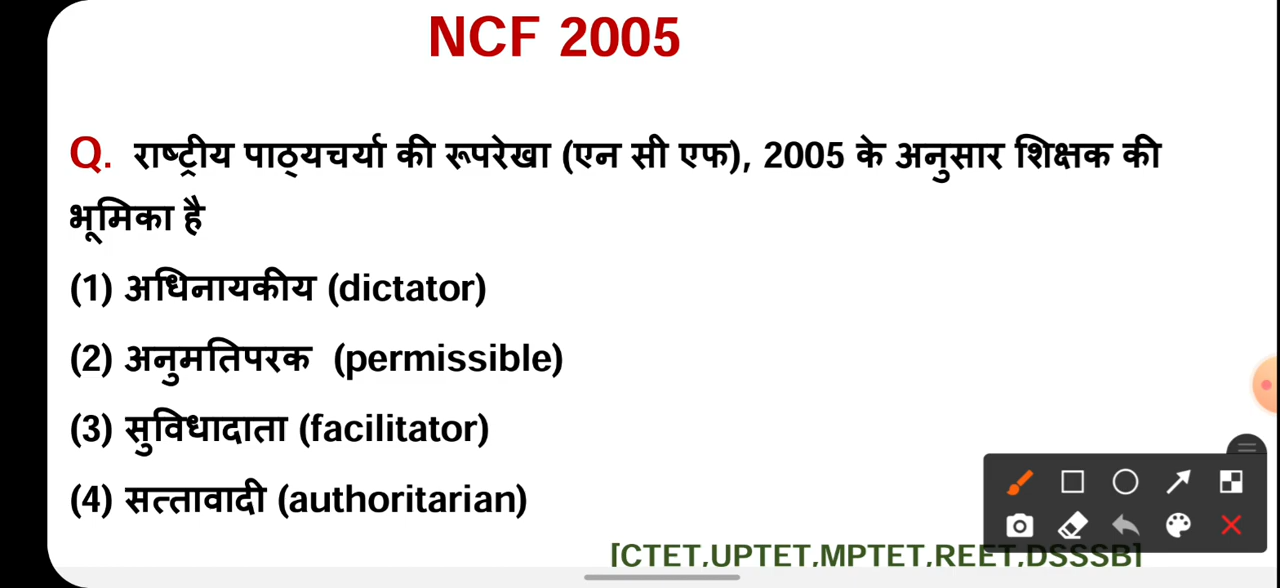 NCF 2005
Q. राष्ट्रीय पाठ्यचर्या की रूपरेखा (एन सी एफ), 2005 के अनुसार शिक्षक की
भूमिका है
(1) अधिनायकीय (dictator)
(2) अनुमतिपरक (permissible)
(3) सुविधादाता (facilitator)
(4) सत्तावादी (authoritarian)
[CTET,UPTET,MPTET,REET,DSSSB]